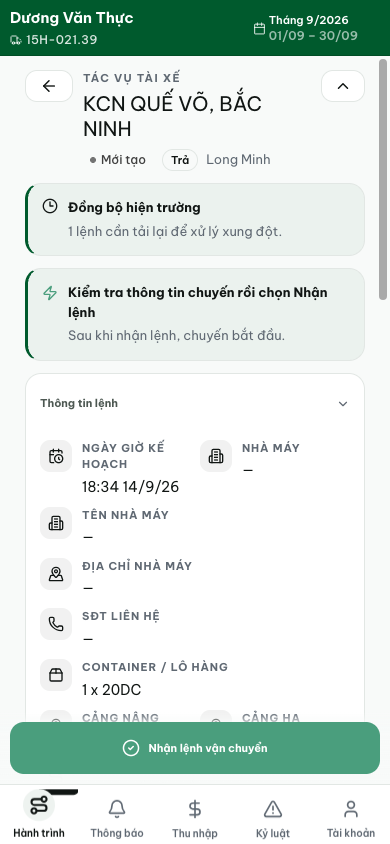 Dương Văn Thực
15H-021.39
Tháng 9/2026
01/09 – 30/09
TÁC VỤ TÀI XẾ
KCN QUẾ VÕ, BẮC
NINH
Mới tạo
Trả
Long Minh
Đồng bộ hiện trường
1 lệnh cần tải lại để xử lý xung đột.
Kiểm tra thông tin chuyến rồi chọn Nhận
lệnh
Sau khi nhận lệnh, chuyến bắt đầu.
Thông tin lệnh
NGÀY GIỜ KẾ
HOẠCH
18:34 14/9/26
NHÀ MÁY
—
TÊN NHÀ MÁY
—
ĐỊA CHỈ NHÀ MÁY
—
SĐT LIÊN HỆ
—
CONTAINER / LÔ HÀNG
1 x 20DC
CẢNG NÂNG
CẢNG HẠ
Nhận lệnh vận chuyển
Hành trình
Thông báo
Thu nhập
Kỷ luật
Tài khoản